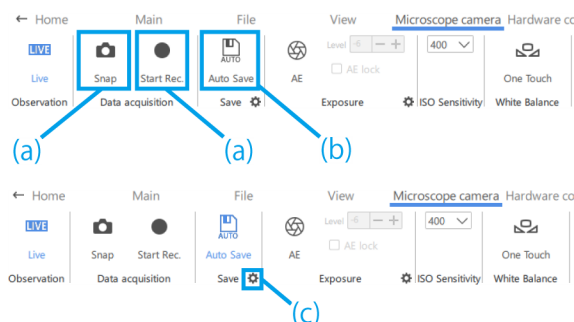 ← Home Main File View Microscope camera Hardware co
LIVE AUTO Level -6 − + 400
AE lock
Live Snap Start Rec. Auto Save AE One Touch
Observation Data acquisition Save Exposure ISO Sensitivity White Balance
(a) (a) (b)
← Home Main File View Microscope camera Hardware co
LIVE AUTO Level -6 − + 400
AE lock
Live Snap Start Rec. Auto Save AE One Touch
Observation Data acquisition Save Exposure ISO Sensitivity White Balance
(c)